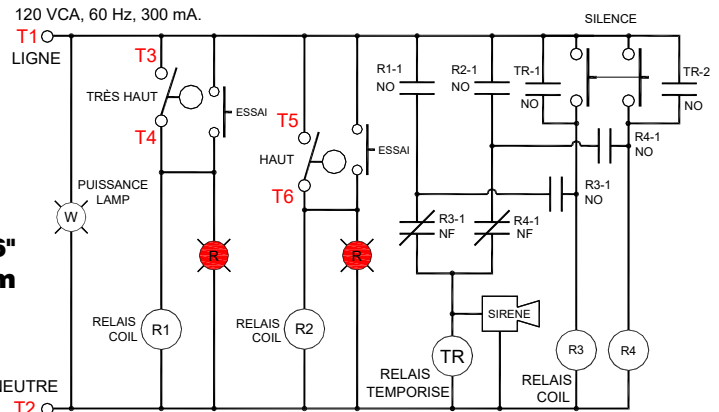 120 VCA, 60 Hz, 300 mA.
T1
LIGNE
T3
TRÈS HAUT
T4
ESSAI
T5
HAUT
T6
ESSAI
SILENCE
R1-1
NO
R2-1
NO
TR-1
NO
TR-2
NO
R4-1
NO
R3-1
NO
R3-1
NF
R4-1
NF
PUISSANCE
LAMP
W
6"
m
R
R
RELAIS
COIL
R1
RELAIS
COIL
R2
SIRENE
TR
RELAIS
TEMPORISE
R3
R4
RELAIS
COIL
NEUTRE
T2